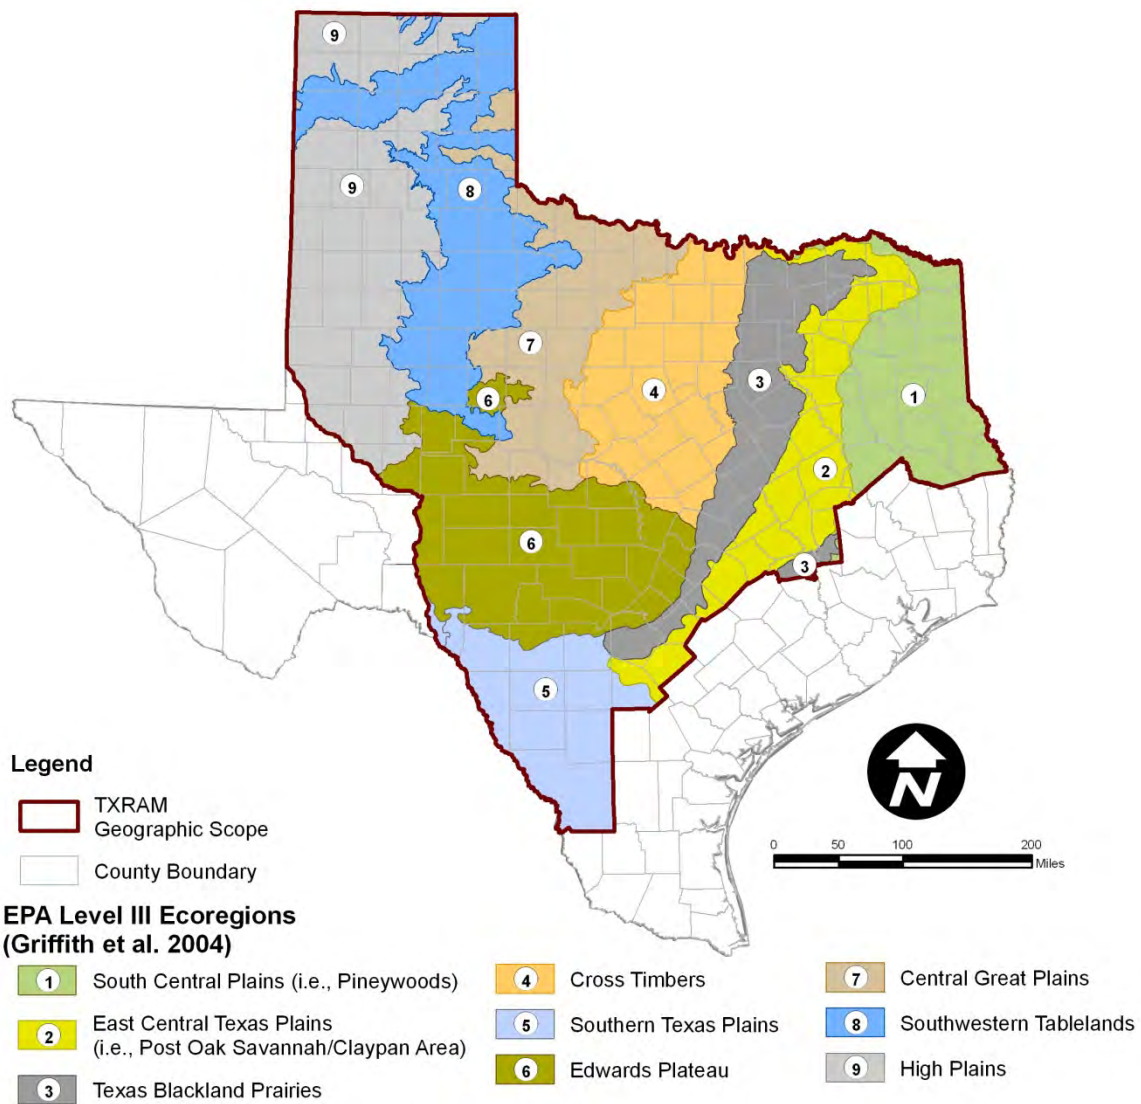 9
9
8
7
6
4
3
1
2
6
3
5
N
Legend
TXRAM
Geographic Scope
County Boundary
0 50 100 200
Miles
EPA Level III Ecoregions
(Griffith et al. 2004)
1 South Central Plains (i.e., Pineywoods)
2 East Central Texas Plains
(i.e., Post Oak Savannah/Claypan Area)
3 Texas Blackland Prairies
4 Cross Timbers
5 Southern Texas Plains
6 Edwards Plateau
7 Central Great Plains
8 Southwestern Tablelands
9 High Plains